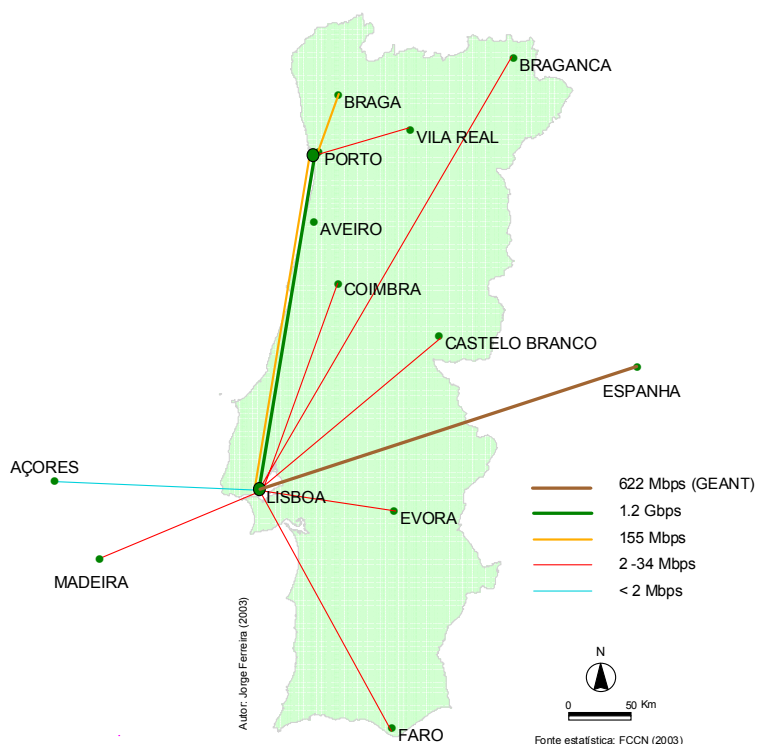 BRAGANCA
BRAGA
VILA REAL
PORTO
AVEIRO
COIMBRA
CASTELO BRANCO
ESPANHA
AÇORES
LISBOA
EVORA
MADEIRA
FARO
622 Mbps (GEANT)
1.2 Gbps
155 Mbps
2 -34 Mbps
< 2 Mbps
Autor: Jorge Ferreira (2003)
N
0 50 Km
Fonte estatística: FCCN (2003)